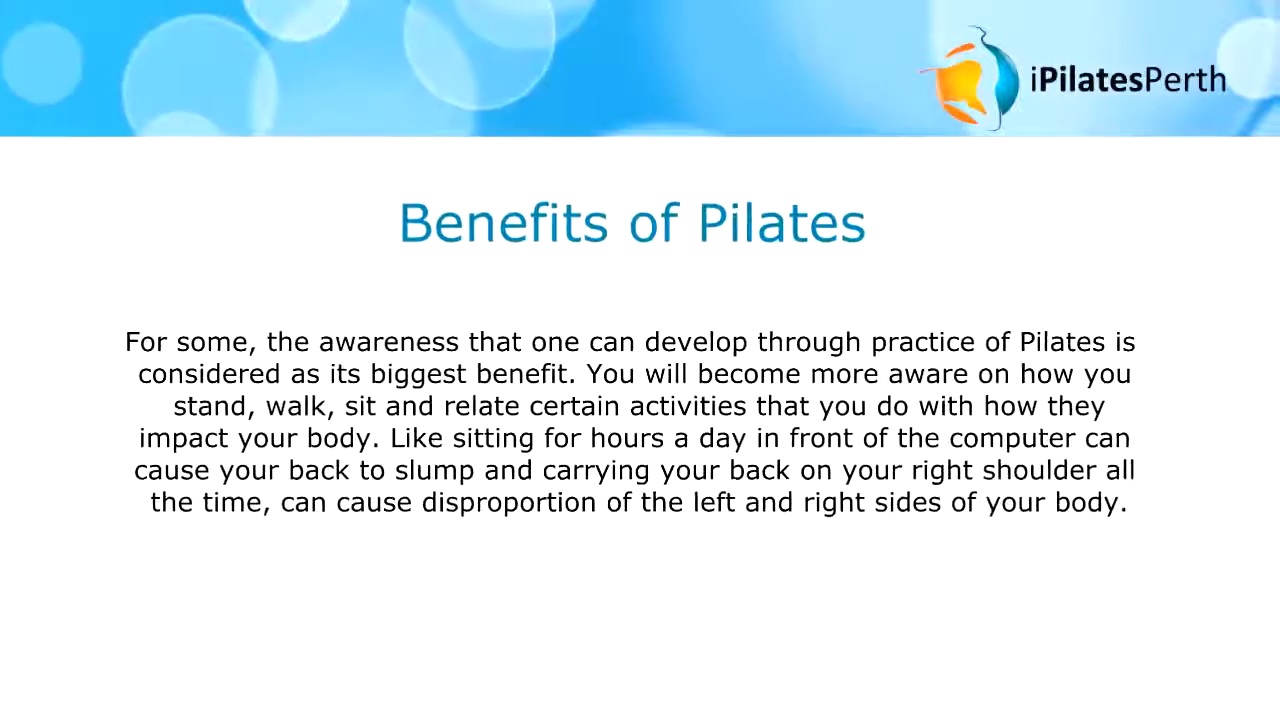 iPilatesPerth
Benefits of Pilates
For some, the awareness that one can develop through practice of Pilates is
considered as its biggest benefit. You will become more aware on how you
stand, walk, sit and relate certain activities that you do with how they
impact your body. Like sitting for hours a day in front of the computer can
cause your back to slump and carrying your back on your right shoulder all
the time, can cause disproportion of the left and right sides of your body.